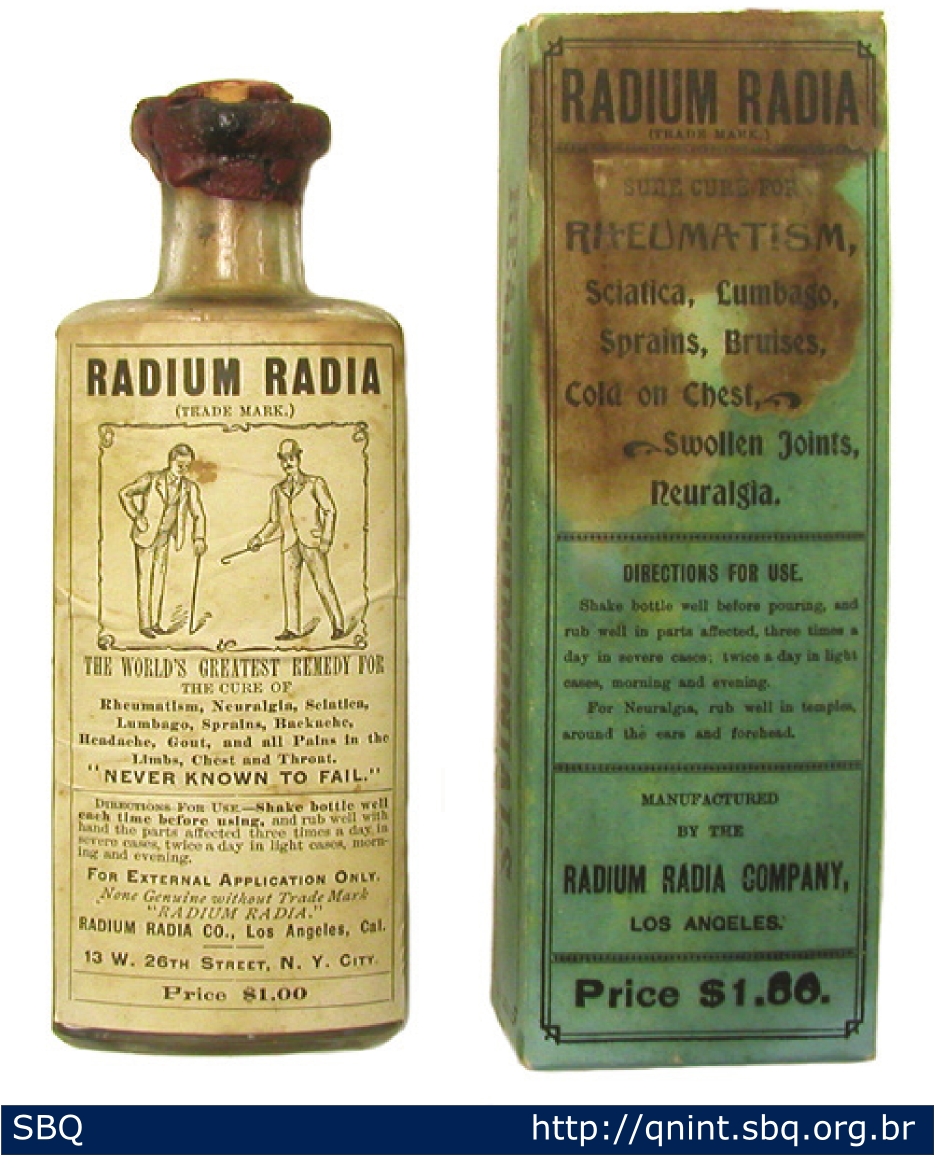 RADIUM RADIA
(TRADE MARK.)
THE WORLD'S GREATEST REMEDY FOR
THE CURE OF
Rheumatism, Neuralgia, Sciatica,
Lumbago, Sprains, Backache,
Headache, Gout, and all Pains in the
Limbs, Chest and Throat.
"NEVER KNOWN TO FAIL."
DIRECTIONS FOR USE.—Shake bottle well
each time before using, and rub well with
hand the parts affected three times a day, in
severe cases, twice a day in light cases, morn-
ing and evening.
FOR EXTERNAL APPLICATION ONLY.
None Genuine without Trade Mark
"RADIUM RADIA."
RADIUM RADIA CO., Los Angeles, Cal.
13 W. 26TH STREET, N. Y. CITY.
Price $1.00
RADIUM RADIA
(TRADE MARK.)
SURE CURE FOR
RHEUMATISM,
Sciatica, Lumbago,
Sprains, Bruises,
Cold on Chest,
Swollen Joints,
Neuralgia.
DIRECTIONS FOR USE.
Shake bottle well before pouring, and
rub well in parts affected, three times a
day in severe cases; twice a day in light
cases, morning and evening.
For Neuralgia, rub well in temples,
around the ears and forehead.
MANUFACTURED
BY THE
RADIUM RADIA COMPANY,
LOS ANGELES.
Price $1.
SBQ
http://qnint.sbq.org.br